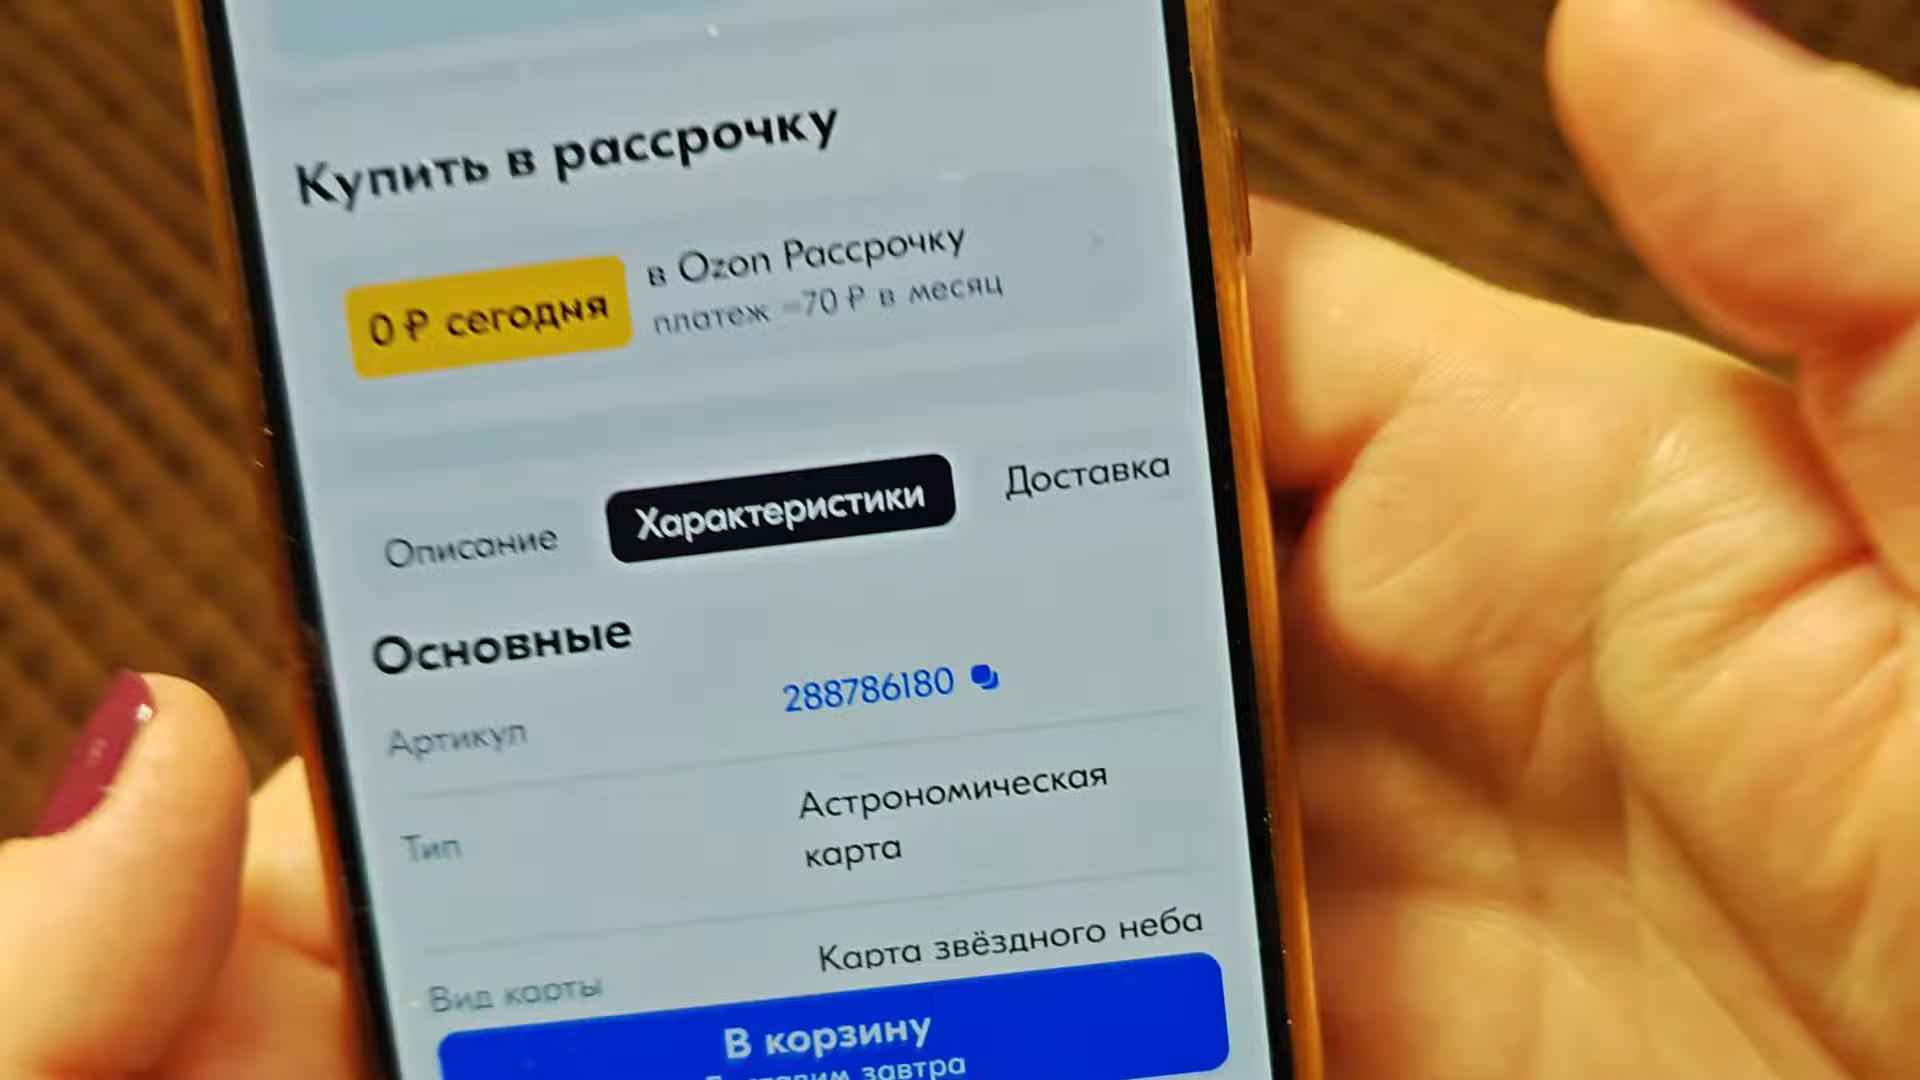 Купить в рассрочку
0 ₽ сегодня
в Ozon Рассрочку
платеж ~70 ₽ в месяц
Описание
Характеристики
Доставка
Основные
Артикул
288786180
Тип
Астрономическая
карта
Вид карты
Карта звёздного неба
В корзину
завтра